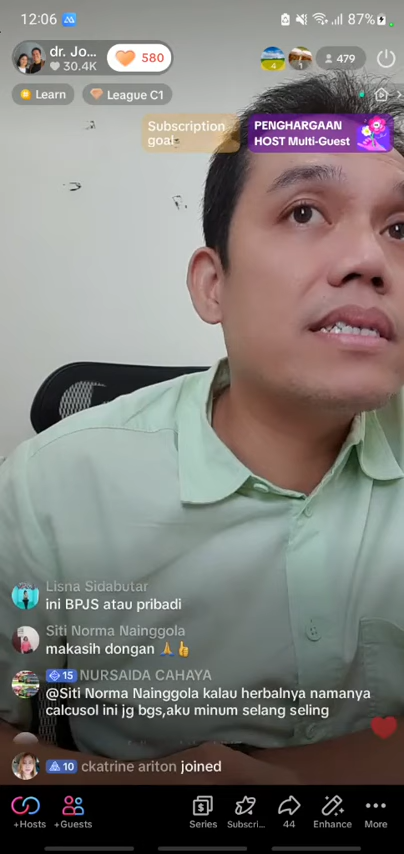 12:06
87%
dr. Jo...
30.4K
580
4
1
479
Learn
League C1
Subscription
goal
PENGHARGAAN
HOST Multi-Guest
Lisna Sidabutar
ini BPJS atau pribadi
Siti Norma Nainggola
makasih dongan 🙏👍
15 NURSAIDA CAHAYA
@Siti Norma Nainggola kalau herbalnya namanya
calcusol ini jg bgs,aku minum selang seling
10 ckatrine ariton joined
+Hosts
+Guests
Series
Subscri...
44
Enhance
More